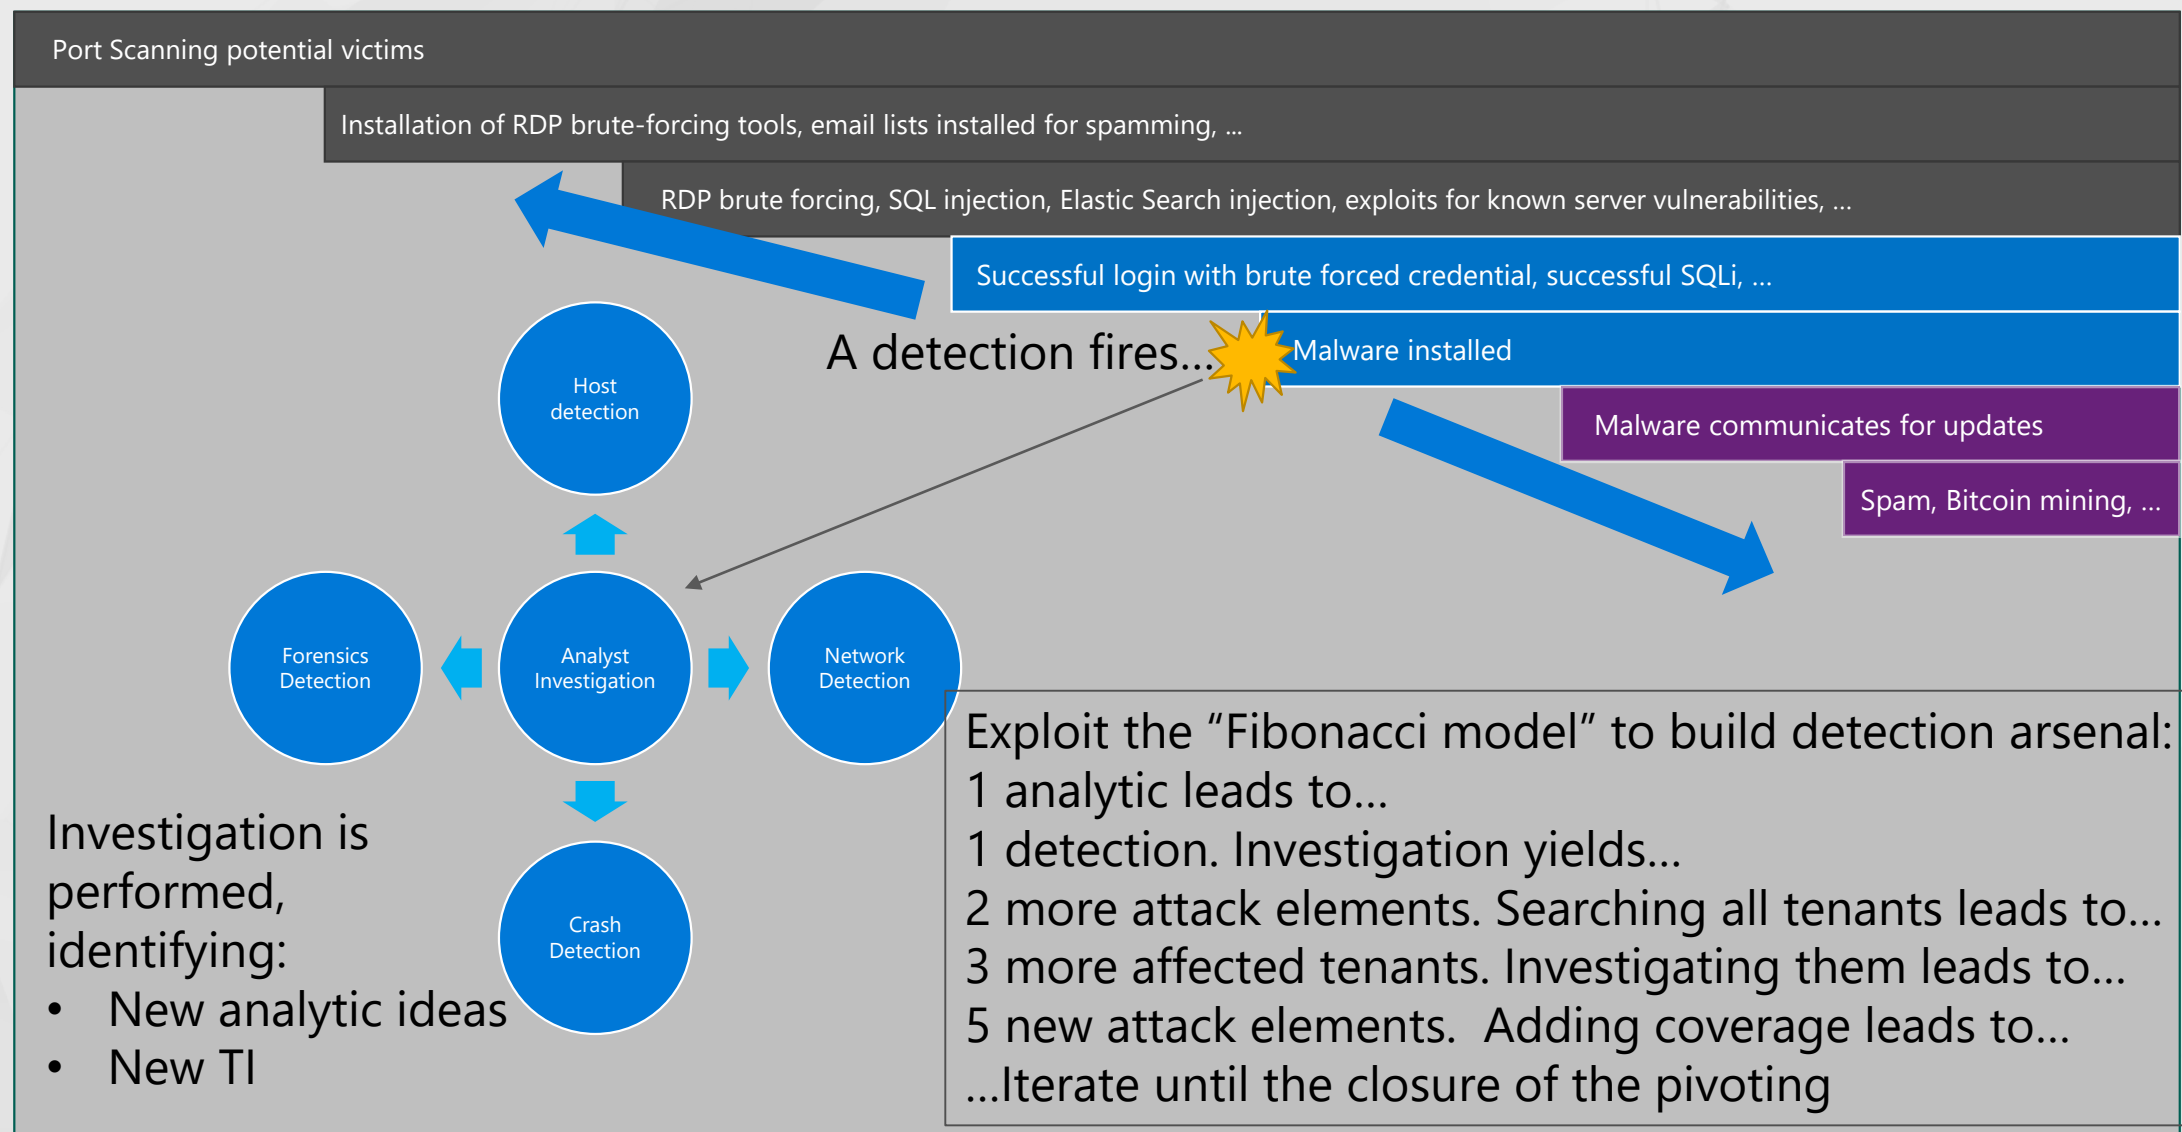 Port Scanning potential victims
Installation of RDP brute-forcing tools, email lists installed for spamming, ...
RDP brute forcing, SQL injection, Elastic Search injection, exploits for known server vulnerabilities, ...
Successful login with brute forced credential, successful SQLi, ...
A detection fires...
Malware installed
Malware communicates for updates
Spam, Bitcoin mining, ...
Host
detection
Forensics
Detection
Analyst
Investigation
Network
Detection
Crash
Detection
Investigation is
performed,
identifying:
• New analytic ideas
• New TI
Exploit the “Fibonacci model” to build detection arsenal:
1 analytic leads to...
1 detection. Investigation yields...
2 more attack elements. Searching all tenants leads to...
3 more affected tenants. Investigating them leads to...
5 new attack elements.  Adding coverage leads to...
...Iterate until the closure of the pivoting